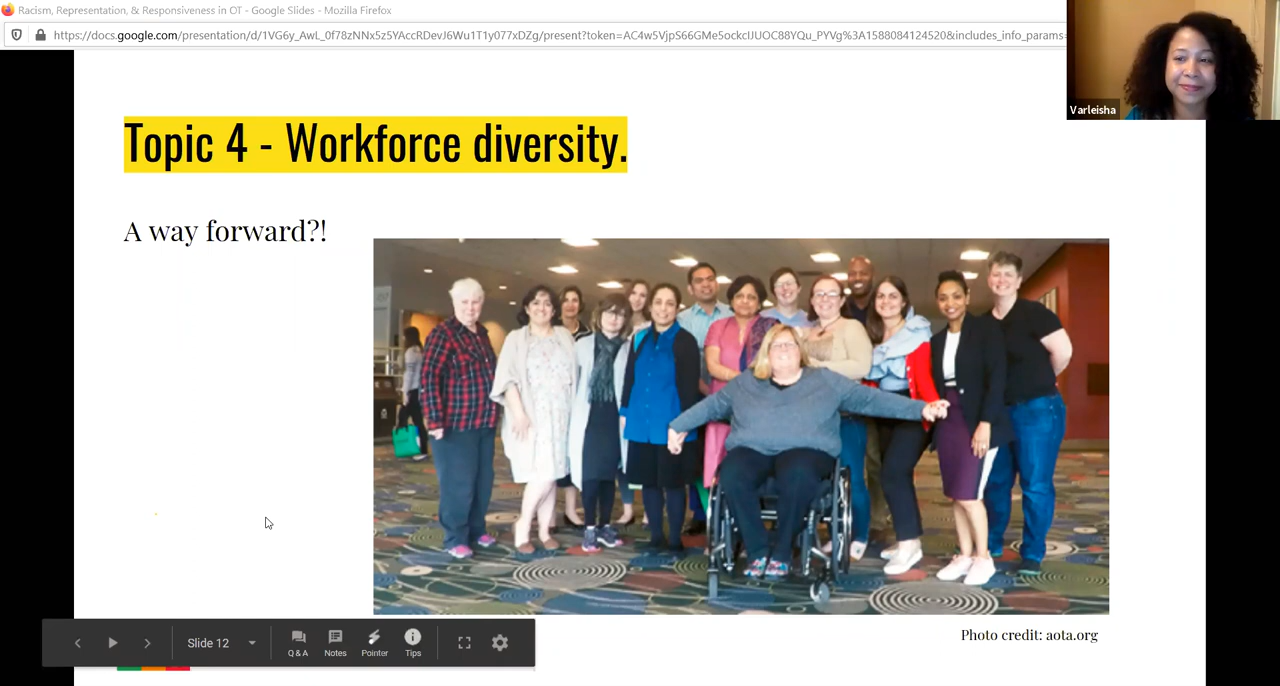 Racism, Representation, & Responsiveness in OT - Google Slides - Mozilla Firefox
https://docs.google.com/presentation/d/1VG6y_AwL_0f78zNNx5z5YAccRDevJ6Wu1T1y077xDZg/present?token=AC4w5VjpS66GMe5ockcIJUOC88YQu_PYVg%3A1588084124520&includes_info_params=
Varleisha
Topic 4 - Workforce diversity.
A way forward?!
Photo credit: aota.org
Slide 12
Q & A Notes Pointer Tips